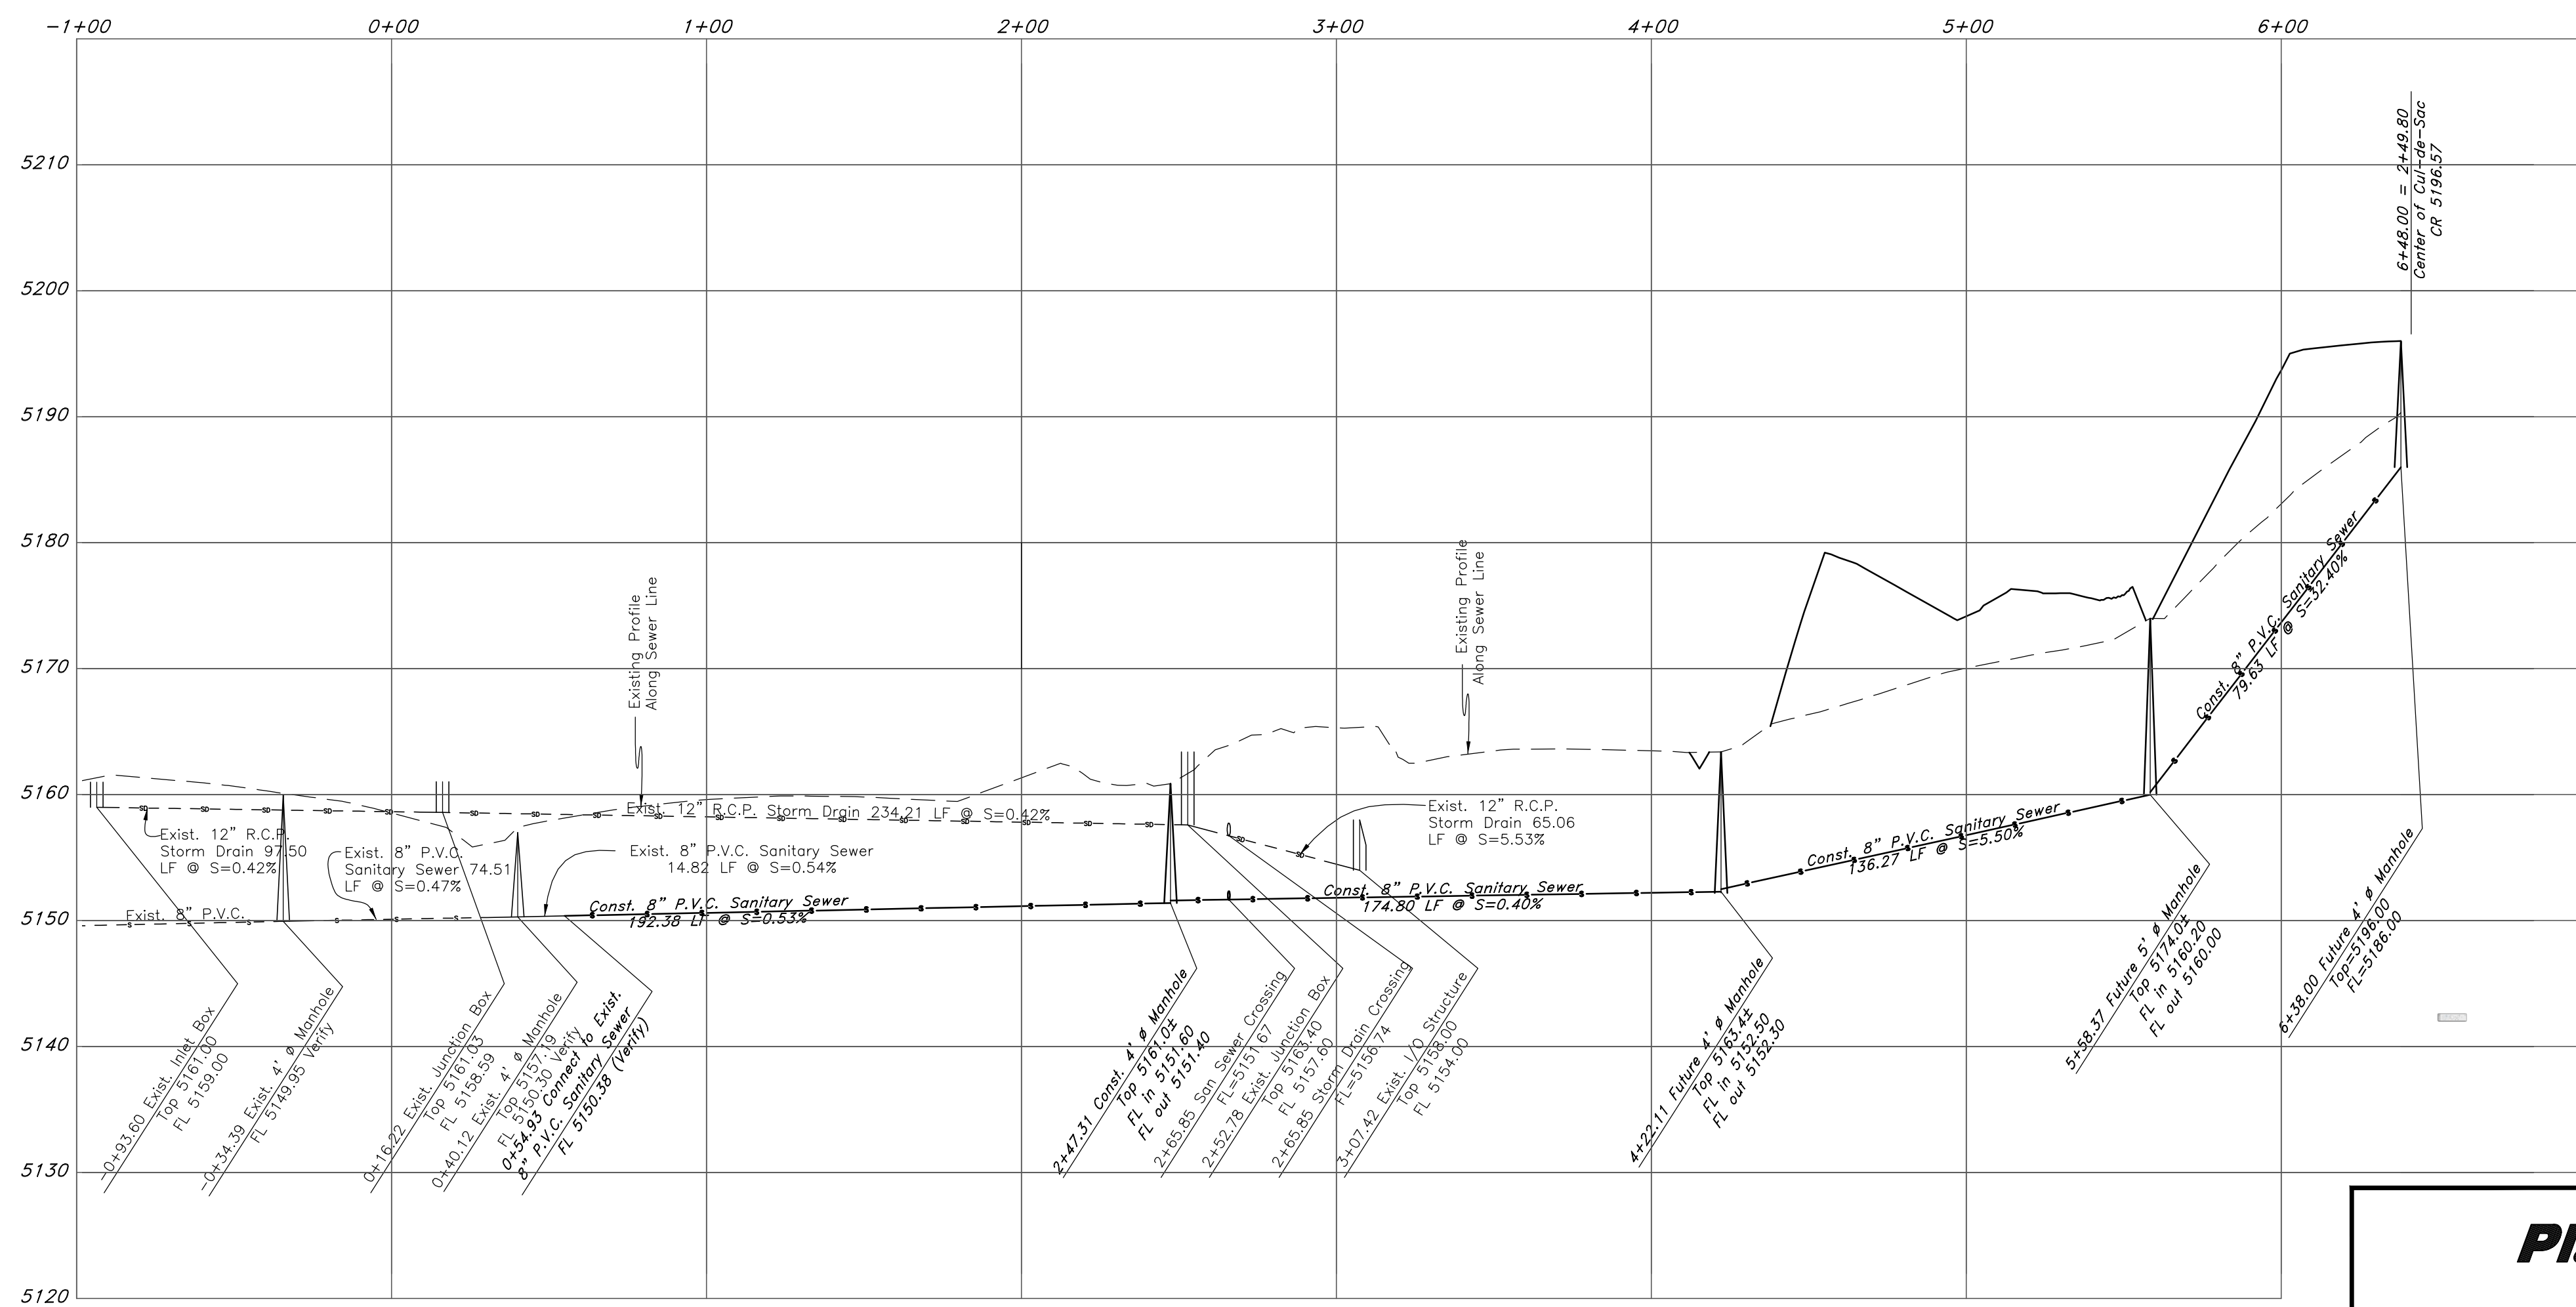 -1+00
0+00
1+00
2+00
3+00
4+00
5+00
6+00
5210
5200
5190
5180
5170
5160
5150
5140
5130
5120
6+48.00 = 2+49.80
Center of Cul-de-Sac
CR 5196.57
Existing Profile
Along Sewer Line
Existing Profile
Along Sewer Line
Exist. 12" R.C.P.
Storm Drain 97.50
LF @ S=0.42%
Exist. 8" P.V.C.
Sanitary Sewer 74.51
LF @ S=0.47%
Exist. 8" P.V.C.
Exist. 12" R.C.P. Storm Drain 234.21 LF @ S=0.42%
Exist. 8" P.V.C. Sanitary Sewer
14.82 LF @ S=0.54%
Const. 8" P.V.C. Sanitary Sewer
192.38 LF @ S=0.53%
Exist. 12" R.C.P.
Storm Drain 65.06
LF @ S=5.53%
Const. 8" P.V.C. Sanitary Sewer
174.80 LF @ S=0.40%
Const. 8" P.V.C. Sanitary Sewer
136.27 LF @ S=5.50%
Const. 8" P.V.C. Sanitary Sewer
79.63 LF @ S=32.40%
-0+93.60 Exist. Inlet Box
Top 5161.00
FL 5159.00
-0+34.39 Exist. 4' ø Manhole
FL 5149.95 Verify
0+16.22 Exist. Junction Box
Top 5161.03
FL 5158.59
0+40.12 Exist. 4' ø Manhole
Top 5157.19
FL 5150.30 Verify
0+54.93 Connect to Exist.
8" P.V.C. Sanitary Sewer
FL 5150.38 (Verify)
2+47.31 Const. 4' ø Manhole
Top 5161.0±
FL in 5151.60
FL out 5151.40
2+65.85 San Sewer Crossing
FL=5151.67
2+52.78 Exist. Junction Box
Top 5163.40
FL 5157.60
2+65.85 Storm Drain Crossing
FL=5156.74
3+07.42 Exist. I/O Structure
Top 5158.00
FL 5154.00
4+22.11 Future 4' ø Manhole
Top 5163.4±
FL in 5152.50
FL out 5152.30
5+58.37 Future 5' ø Manhole
Top 5174.0±
FL in 5160.20
FL out 5160.00
6+38.00 Future 4' ø Manhole
Top=5196.00
FL=5186.00